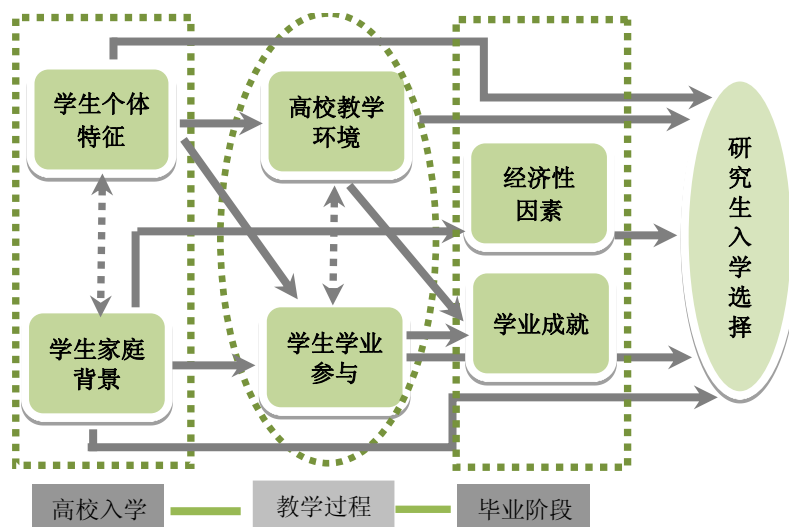 学生个体
特征
高校教学
环境
经济性
因素
学生家庭
背景
学生学业
参与
学业成就
研
究
生
入
学
选
择
高校入学
教学过程
毕业阶段